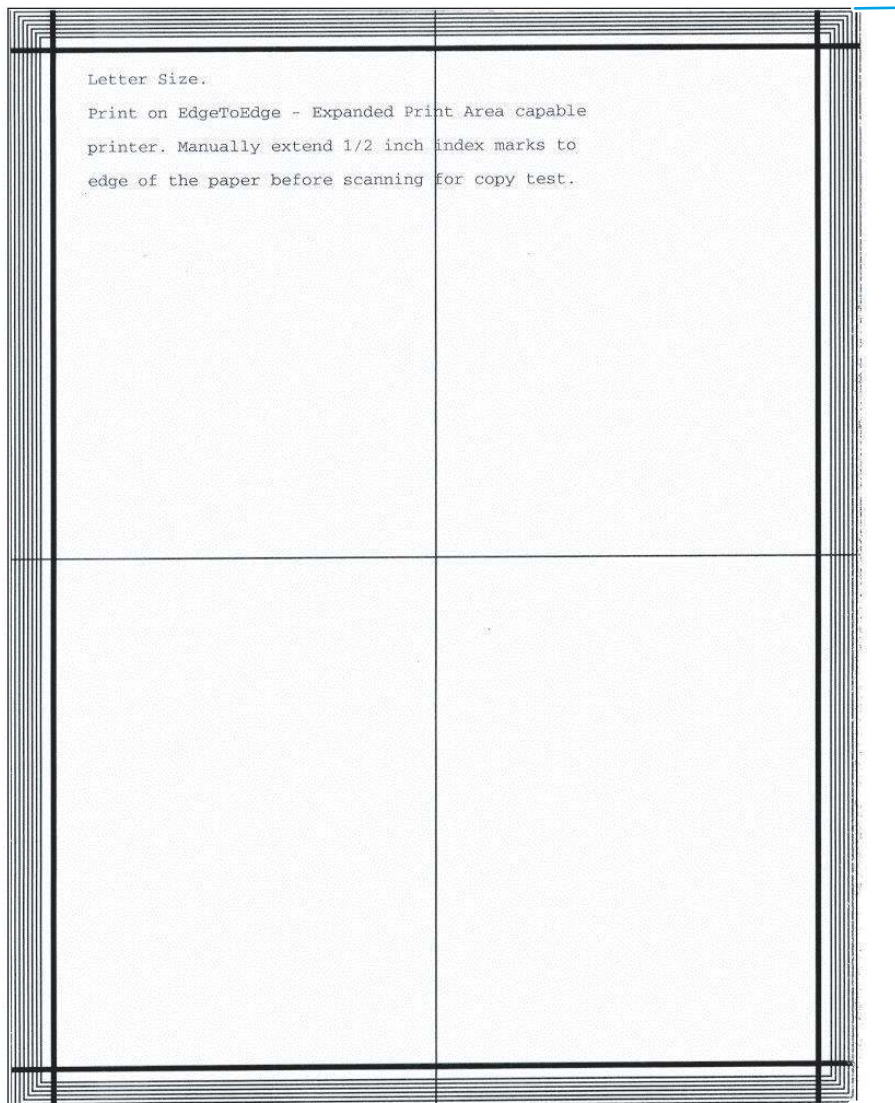 Letter Size.
Print on EdgeToEdge - Expanded Print Area capable
printer. Manually extend 1/2 inch index marks to
edge of the paper before scanning for copy test.